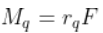 M_q = r_q F